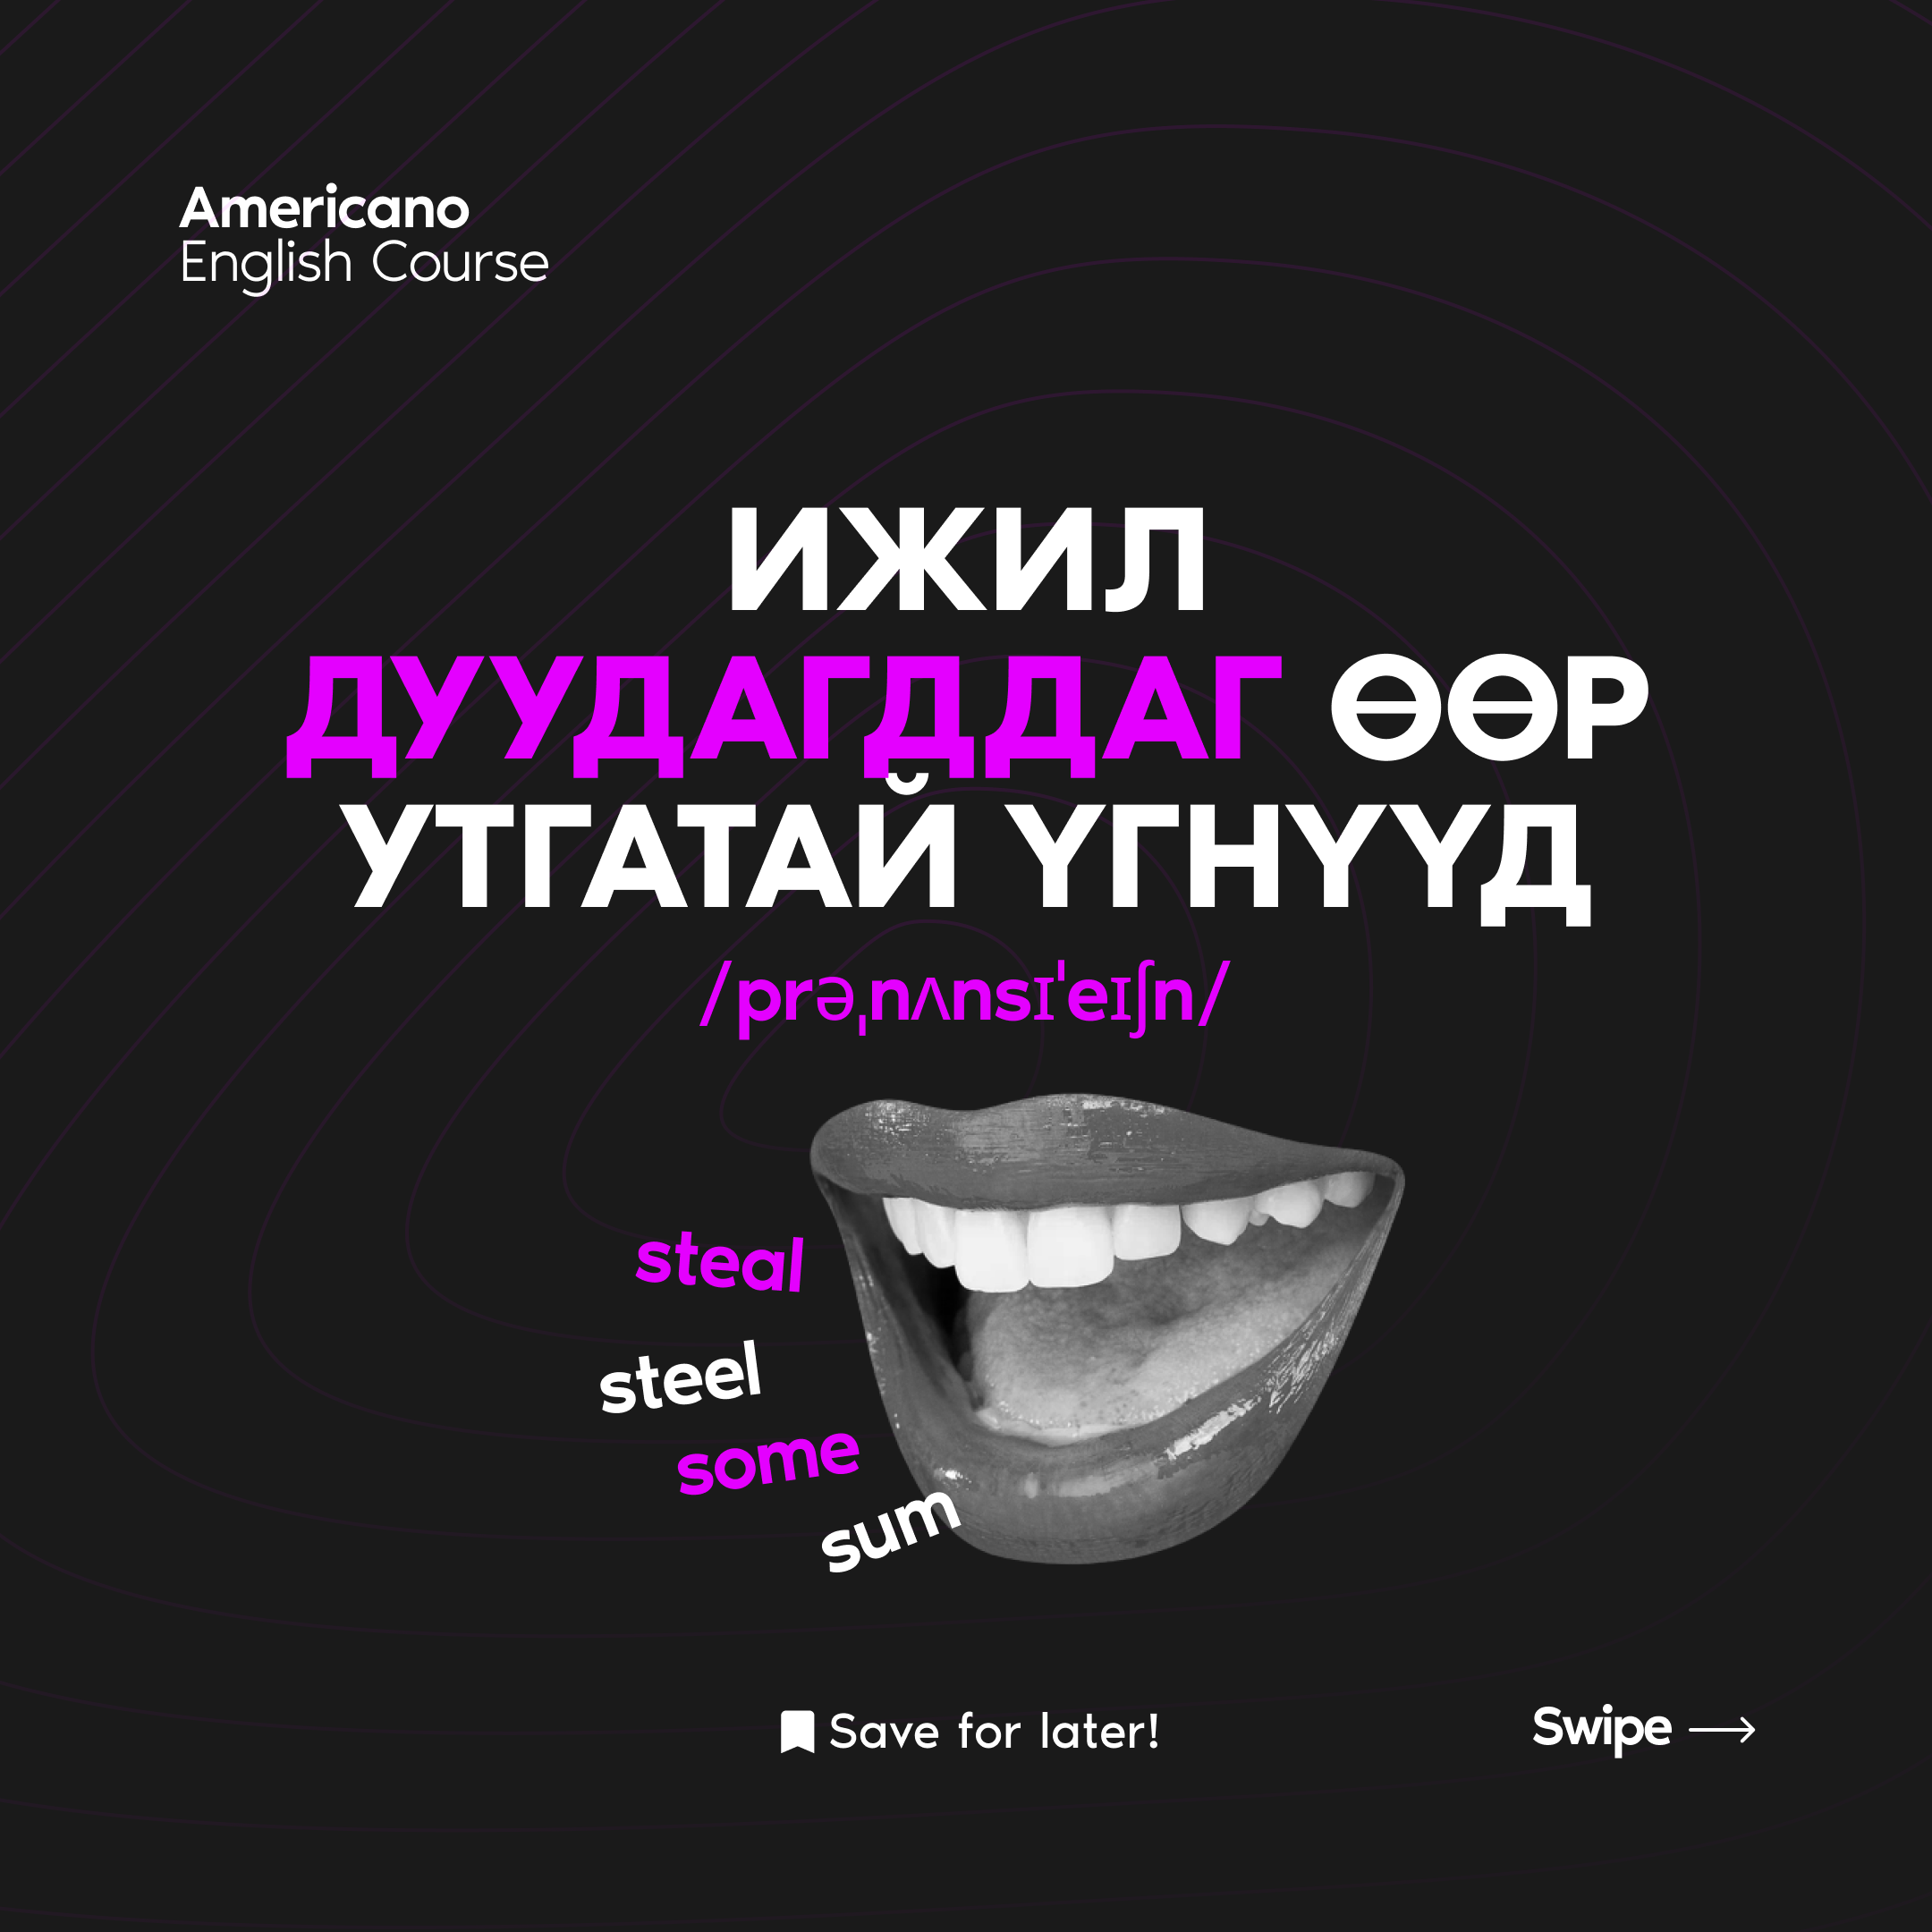 Americano
English Course
ИЖИЛ
ДУУДАГДДАГ ӨӨР
УТГАТАЙ ҮГНҮҮД
/prəˌnʌnsɪˈeɪʃn/
steal
steel
some
sum
Save for later!
Swipe →